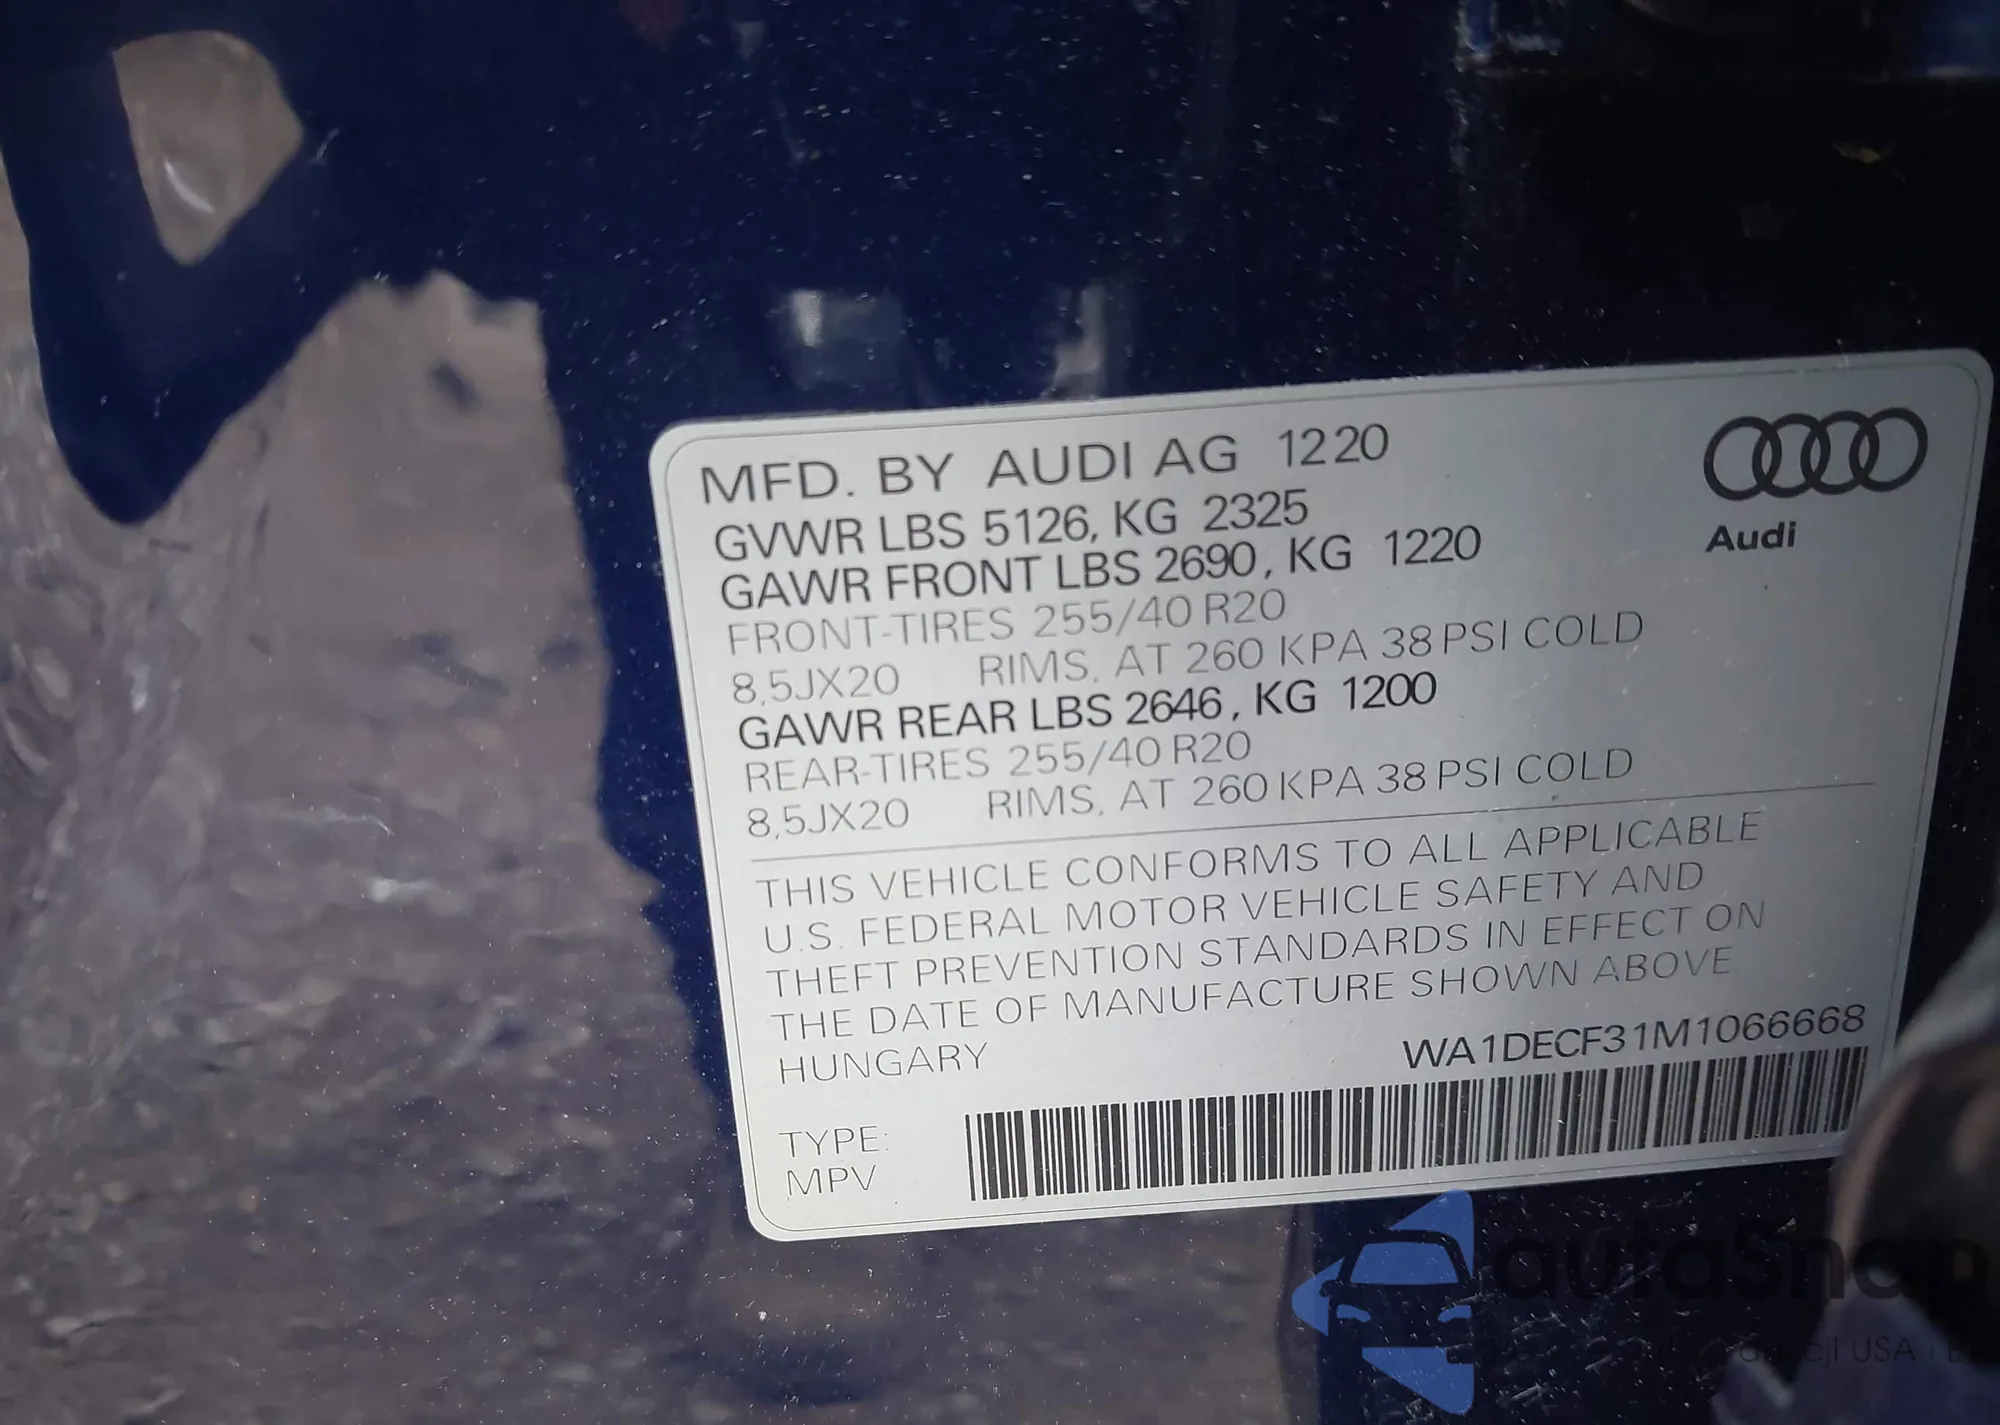 MFD. BY AUDI AG 1220
GVWR LBS 5126, KG 2325
GAWR FRONT LBS 2690, KG 1220
FRONT-TIRES 255/40 R20
8,5JX20 RIMS, AT 260 KPA 38 PSI COLD
GAWR REAR LBS 2646, KG 1200
REAR-TIRES 255/40 R20
8,5JX20 RIMS, AT 260 KPA 38 PSI COLD
Audi
THIS VEHICLE CONFORMS TO ALL APPLICABLE
U.S. FEDERAL MOTOR VEHICLE SAFETY AND
THEFT PREVENTION STANDARDS IN EFFECT ON
THE DATE OF MANUFACTURE SHOWN ABOVE
HUNGARY
WA1DECF31M1066668
TYPE:
MPV
autaSnap
USA